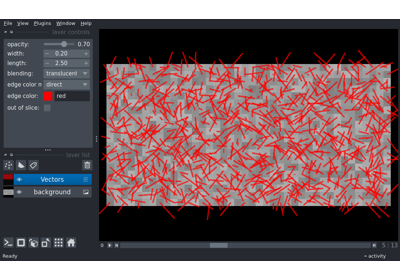 File View Plugins Window Help
layer controls
opacity: 0.70
width: 0.20
length: 2.50
blending: translucent
edge color m direct
edge color: red
out of slice:
layer list
Vectors
background
0
5 13
Ready
activity